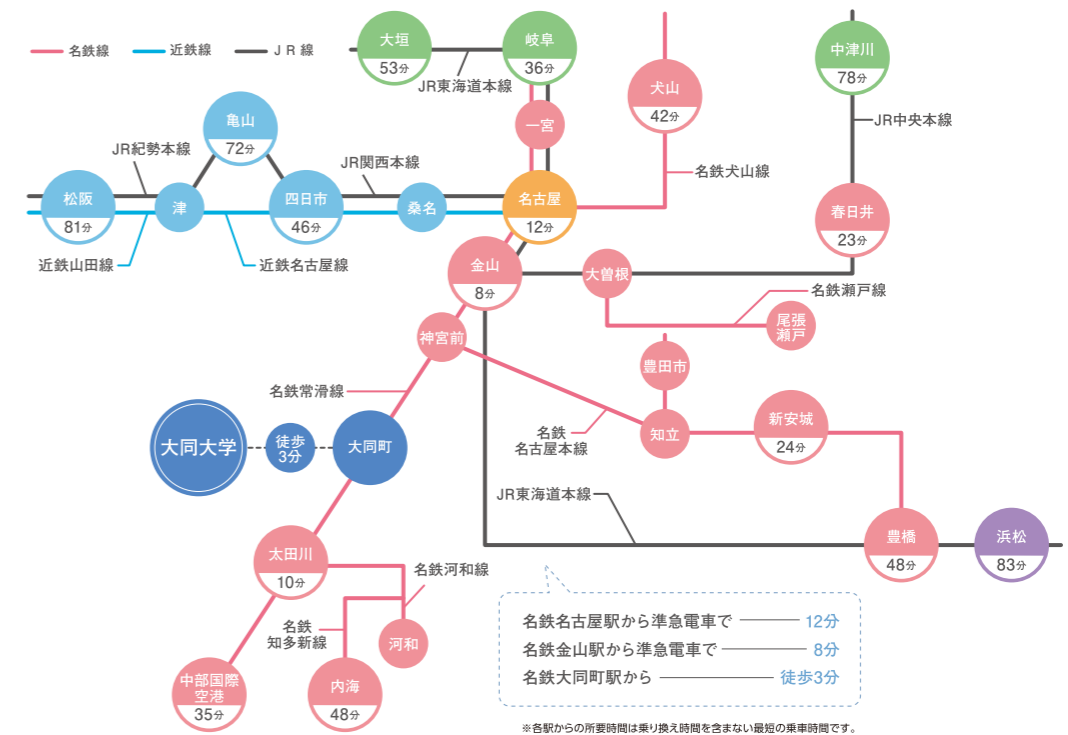 名鉄線
近鉄線
JR線
大垣
53分
岐阜
36分
JR東海道本線
中津川
78分
犬山
42分
一宮
JR中央本線
亀山
72分
JR紀勢本線
JR関西本線
名鉄犬山線
松阪
81分
津
四日市
46分
桑名
名古屋
12分
春日井
23分
近鉄山田線
近鉄名古屋線
金山
8分
大曽根
名鉄瀬戸線
尾張
瀬戸
神宮前
豊田市
名鉄常滑線
大同大学
徒歩
3分
大同町
名鉄
名古屋本線
知立
新安城
24分
JR東海道本線
豊橋
48分
浜松
83分
太田川
10分
名鉄河和線
名鉄
知多新線
河和
中部国際
空港
35分
内海
48分
名鉄名古屋駅から準急電車で 12分
名鉄金山駅から準急電車で 8分
名鉄大同町駅から 徒歩3分
※各駅からの所要時間は乗り換え時間を含まない最短の乗車時間です。